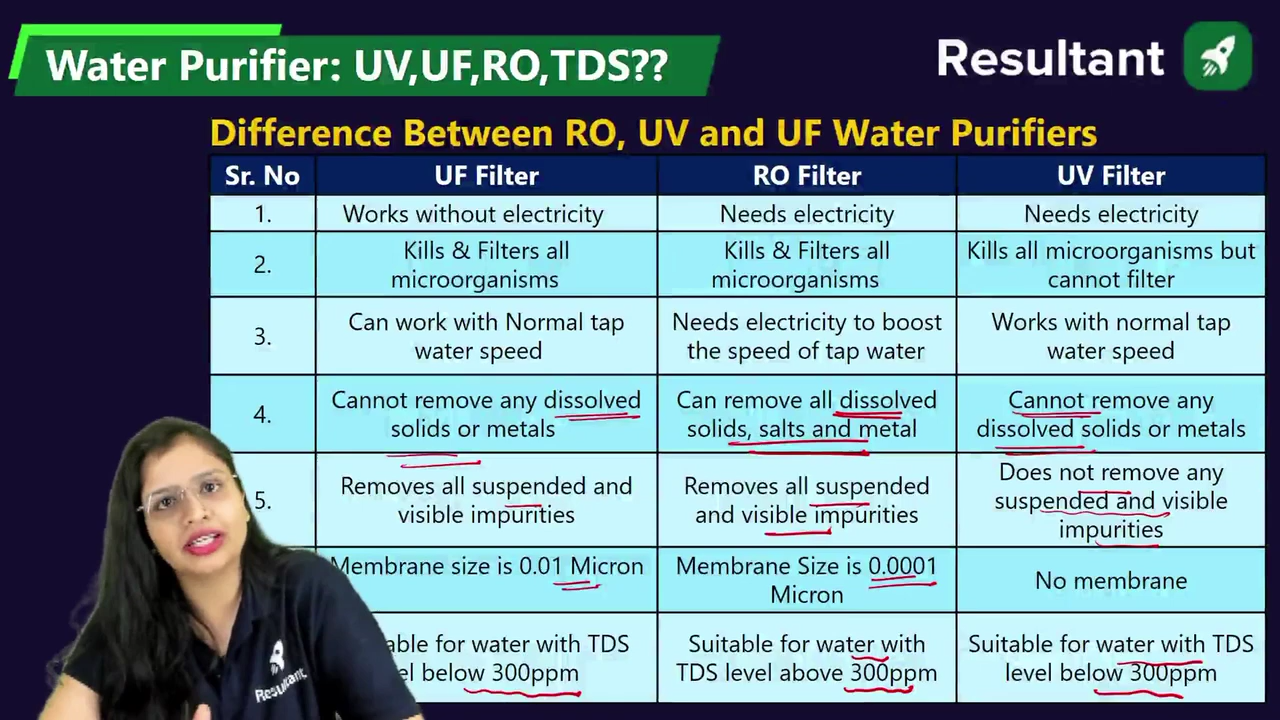 Water Purifier: UV,UF,RO,TDS??
Resultant
Difference Between RO, UV and UF Water Purifiers
Sr. No UF Filter RO Filter UV Filter
1. Works without electricity Needs electricity Needs electricity
2. Kills & Filters all microorganisms Kills & Filters all microorganisms Kills all microorganisms but cannot filter
3. Can work with Normal tap water speed Needs electricity to boost the speed of tap water Works with normal tap water speed
4. Cannot remove any dissolved solids or metals Can remove all dissolved solids, salts and metal Cannot remove any dissolved solids or metals
5. Removes all suspended and visible impurities Removes all suspended and visible impurities Does not remove any suspended and visible impurities
Membrane size is 0.01 Micron Membrane Size is 0.0001 Micron No membrane
for water with TDS below 300ppm Suitable for water with TDS level above 300ppm Suitable for water with TDS level below 300ppm
Resultant